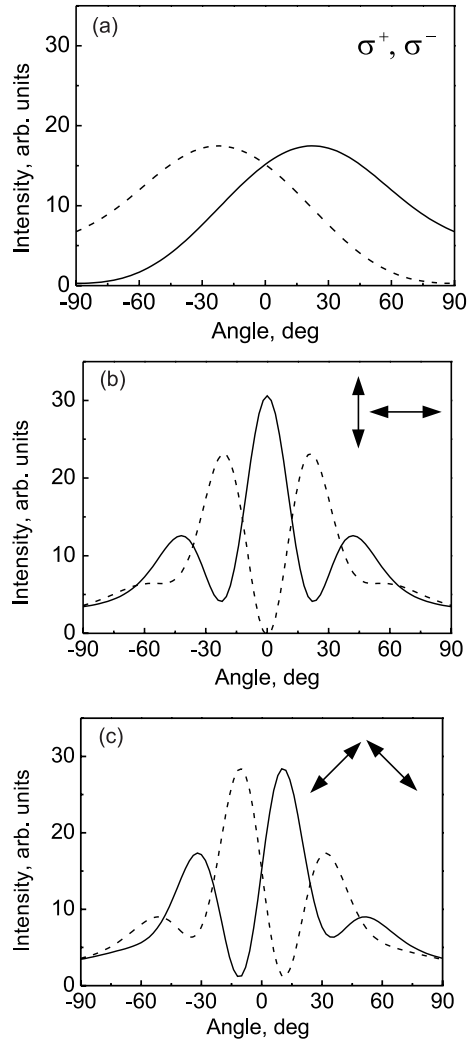 (a)
σ⁺, σ⁻
Intensity, arb. units
30
20
10
0
-90 -60 -30 0 30 60 90
Angle, deg
(b)
Intensity, arb. units
30
20
10
0
-90 -60 -30 0 30 60 90
Angle, deg
(c)
Intensity, arb. units
30
20
10
0
-90 -60 -30 0 30 60 90
Angle, deg